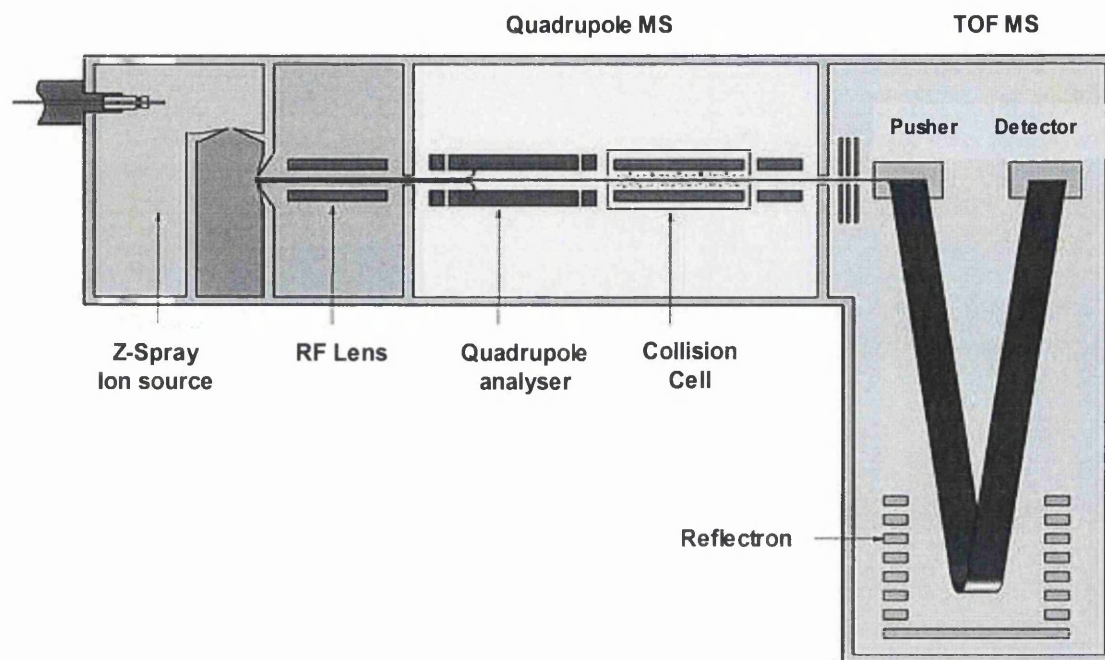 Quadrupole MS
TOF MS
Pusher
Detector
Z-Spray
Ion source
RF Lens
Quadrupole
analyser
Collision
Cell
Reflectron